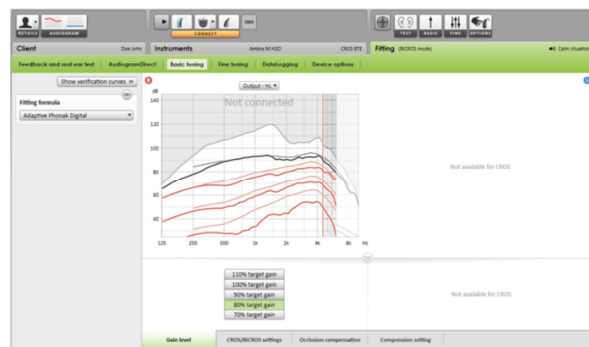 DETAILS AUDIOGRAM
CROS
CONNECT
TEST BASIC FINE OPTIONS
Client Doe John
Instruments Ambra M H2O CROS BTE
Fitting (BiCROS mode) Calm situation
Feedback and real ear test AudiogramDirect Basic tuning Fine tuning DataLogging Device options
Show verification curves
Fitting formula
Adaptive Phonak Digital
Output - HL
dB
Not connected
140
120
100
80
60
40
125 250 500 1k 2k 4k 8k Hz
Not available for CROS
110% target gain
100% target gain
90% target gain
80% target gain
70% target gain
Not available for CROS
Gain level CROS/BiCROS settings Occlusion compensation Compression setting